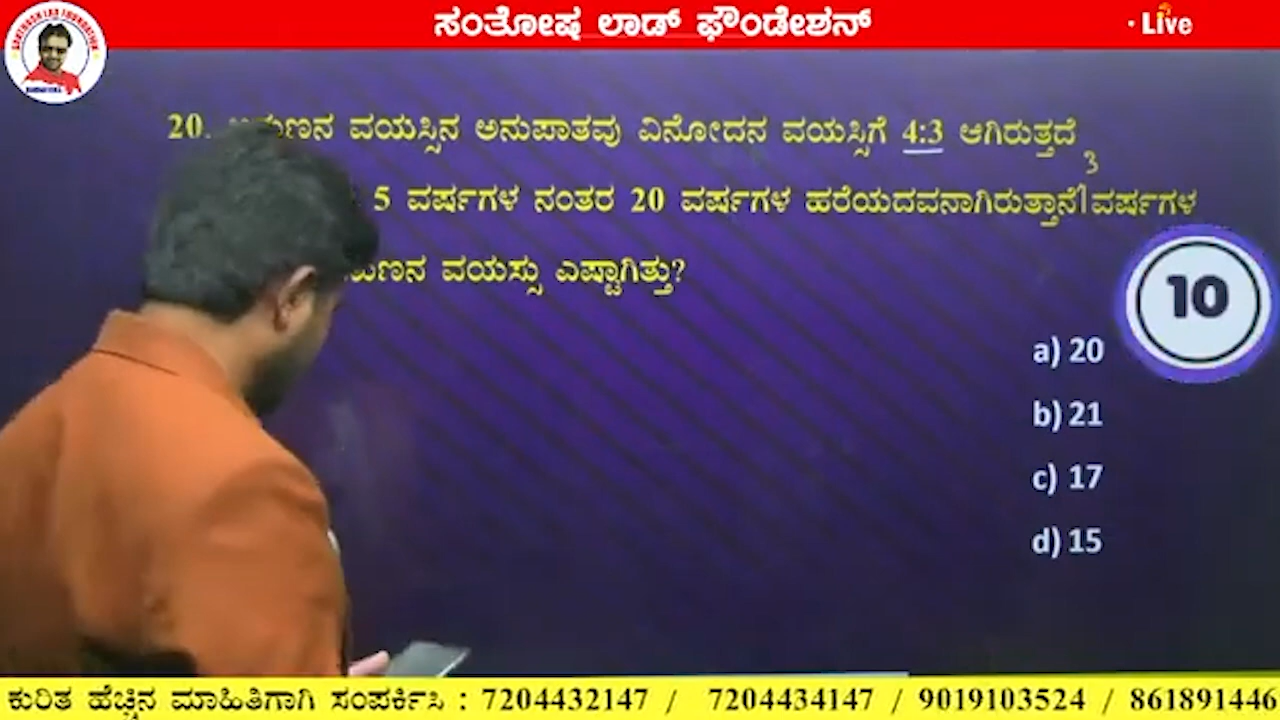 ಸಂತೋಷ ಲಾಡ್ ಫೌಂಡೇಶನ್
· Live
20. ವಯಸ್ಸಿನ ಅನುಪಾತವು ವಿನೋದನ ವಯಸ್ಸಿಗೆ 4:3 ಆಗಿರುತ್ತದೆ
3
5 ವರ್ಷಗಳ ನಂತರ 20 ವರ್ಷಗಳ ಹರೆಯದವನಾಗಿರುತ್ತಾನೆ ವರ್ಷಗಳ
ವಯಸ್ಸು ಎಷ್ಟಾಗಿತ್ತು?
10
a) 20
b) 21
c) 17
d) 15
ಕುರಿತ ಹೆಚ್ಚಿನ ಮಾಹಿತಿಗಾಗಿ ಸಂಪರ್ಕಿಸಿ : 7204432147 / 7204434147 / 9019103524 / 861891446